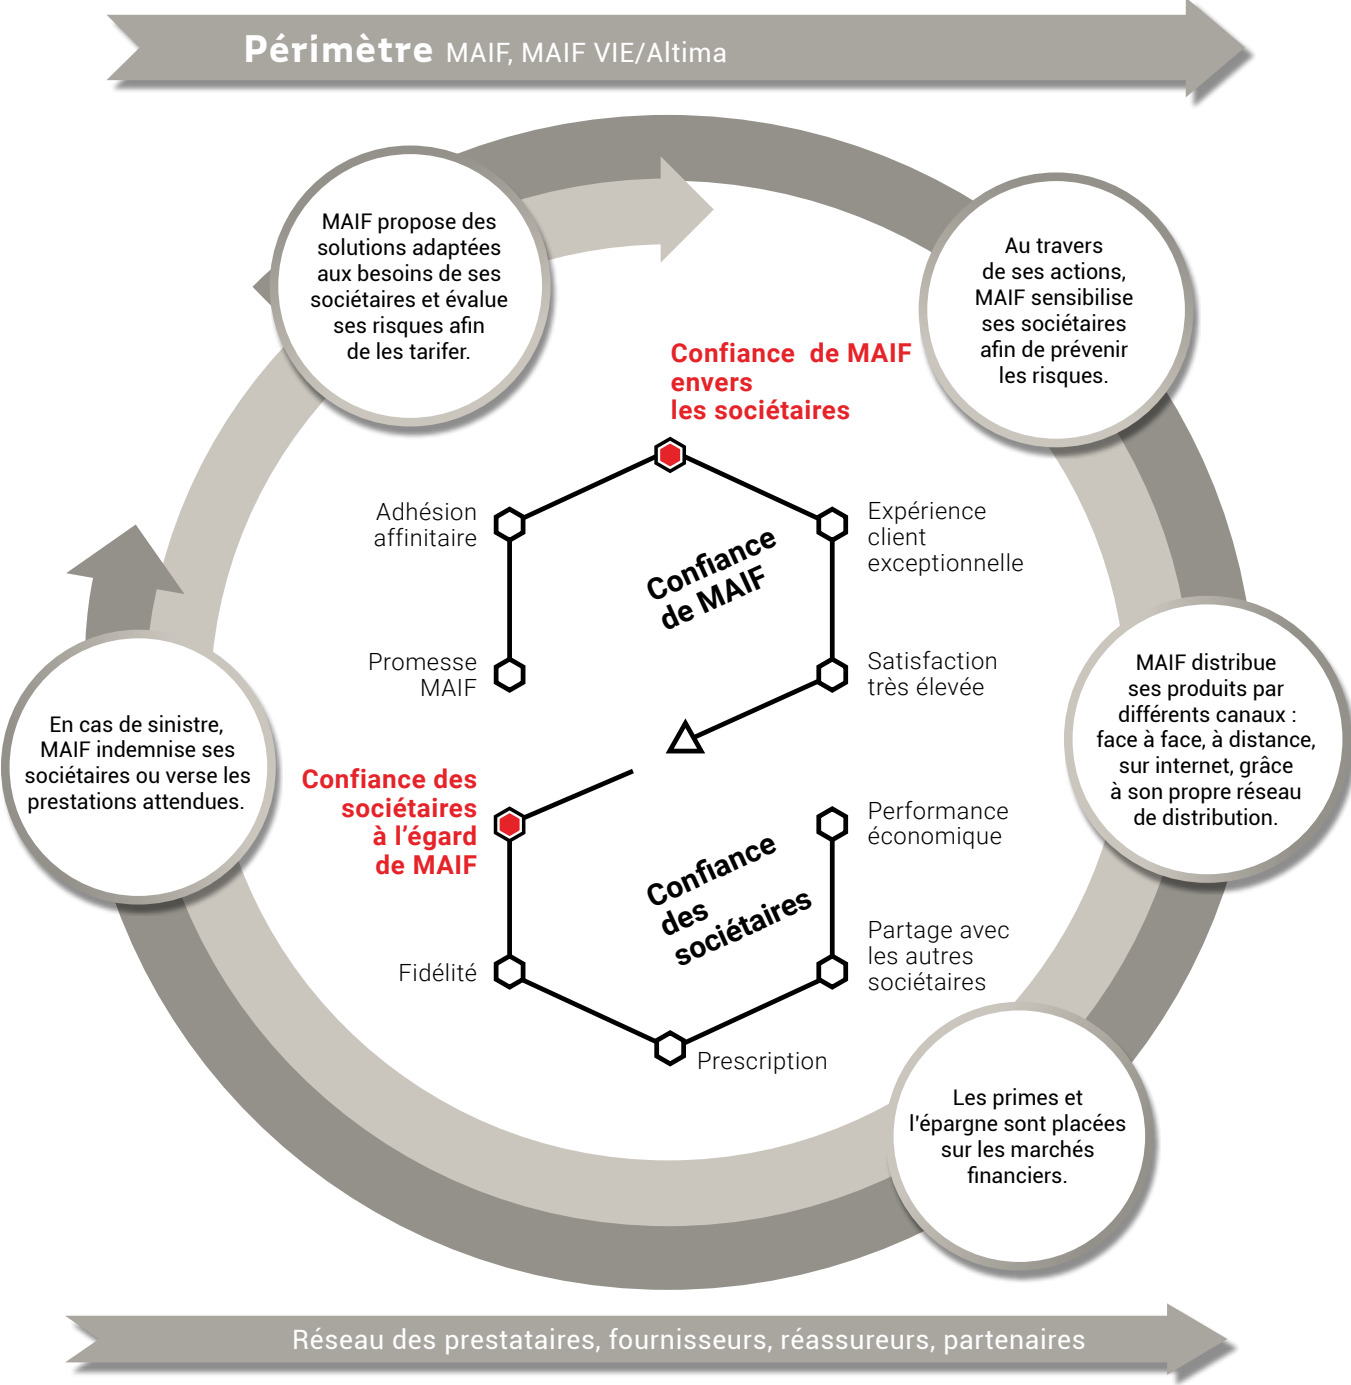 Périmètre MAIF, MAIF VIE/Altima
MAIF propose des
solutions adaptées
aux besoins de ses
sociétaires et évalue
ses risques afin
de les tarifer.
Au travers
de ses actions,
MAIF sensibilise
ses sociétaires
afin de prévenir
les risques.
Confiance de MAIF
envers
les sociétaires
Adhésion
affinitaire
Expérience
client
exceptionnelle
Confiance
de MAIF
Promesse
MAIF
Satisfaction
très élevée
MAIF distribue
ses produits par
différents canaux :
face à face, à distance,
sur internet, grâce
à son propre réseau
de distribution.
En cas de sinistre,
MAIF indemnise ses
sociétaires ou verse les
prestations attendues.
Confiance des
sociétaires
à l'égard
de MAIF
Performance
économique
Confiance
des
sociétaires
Partage avec
les autres
sociétaires
Fidélité
Prescription
Les primes et
l'épargne sont placées
sur les marchés
financiers.
Réseau des prestataires, fournisseurs, réassureurs, partenaires